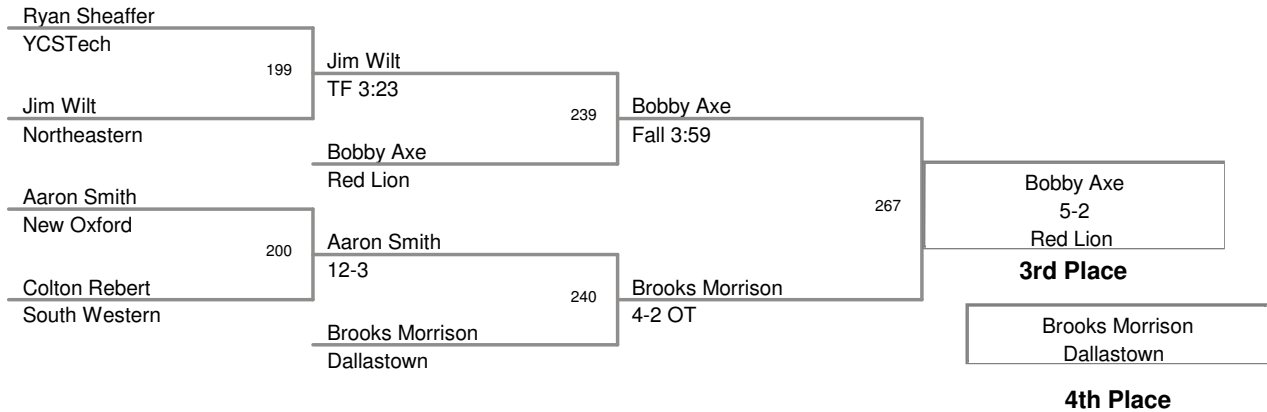 Ryan Sheaffer
YCSTech
199
Jim Wilt
Northeastern
Jim Wilt
TF 3:23
239
Bobby Axe
Red Lion
Bobby Axe
Fall 3:59
Aaron Smith
New Oxford
200
Colton Rebert
South Western
Aaron Smith
12-3
240
Brooks Morrison
Dallastown
Brooks Morrison
4-2 OT
267
Bobby Axe
5-2
Red Lion
3rd Place
Brooks Morrison
Dallastown
4th Place